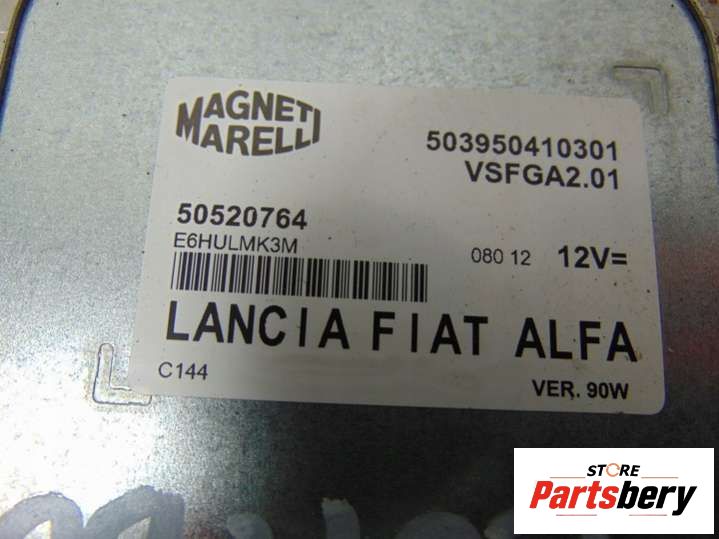 MAGNETI
MARELLI
503950410301
VSFGA2.01
50520764
E6HULMK3M
080 12 12V=
LANCIA FIAT ALFA
C144
VER. 90W
STORE
Partsbery